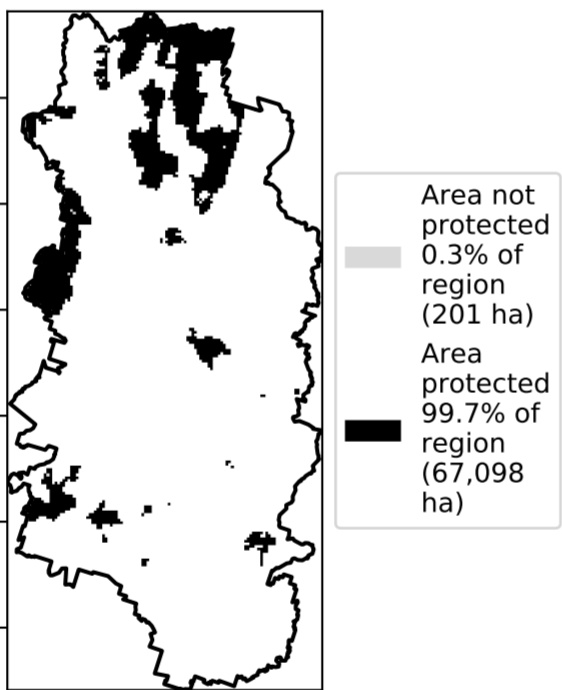 Area not
protected
0.3% of
region
(201 ha)
Area
protected
99.7% of
region
(67,098
ha)